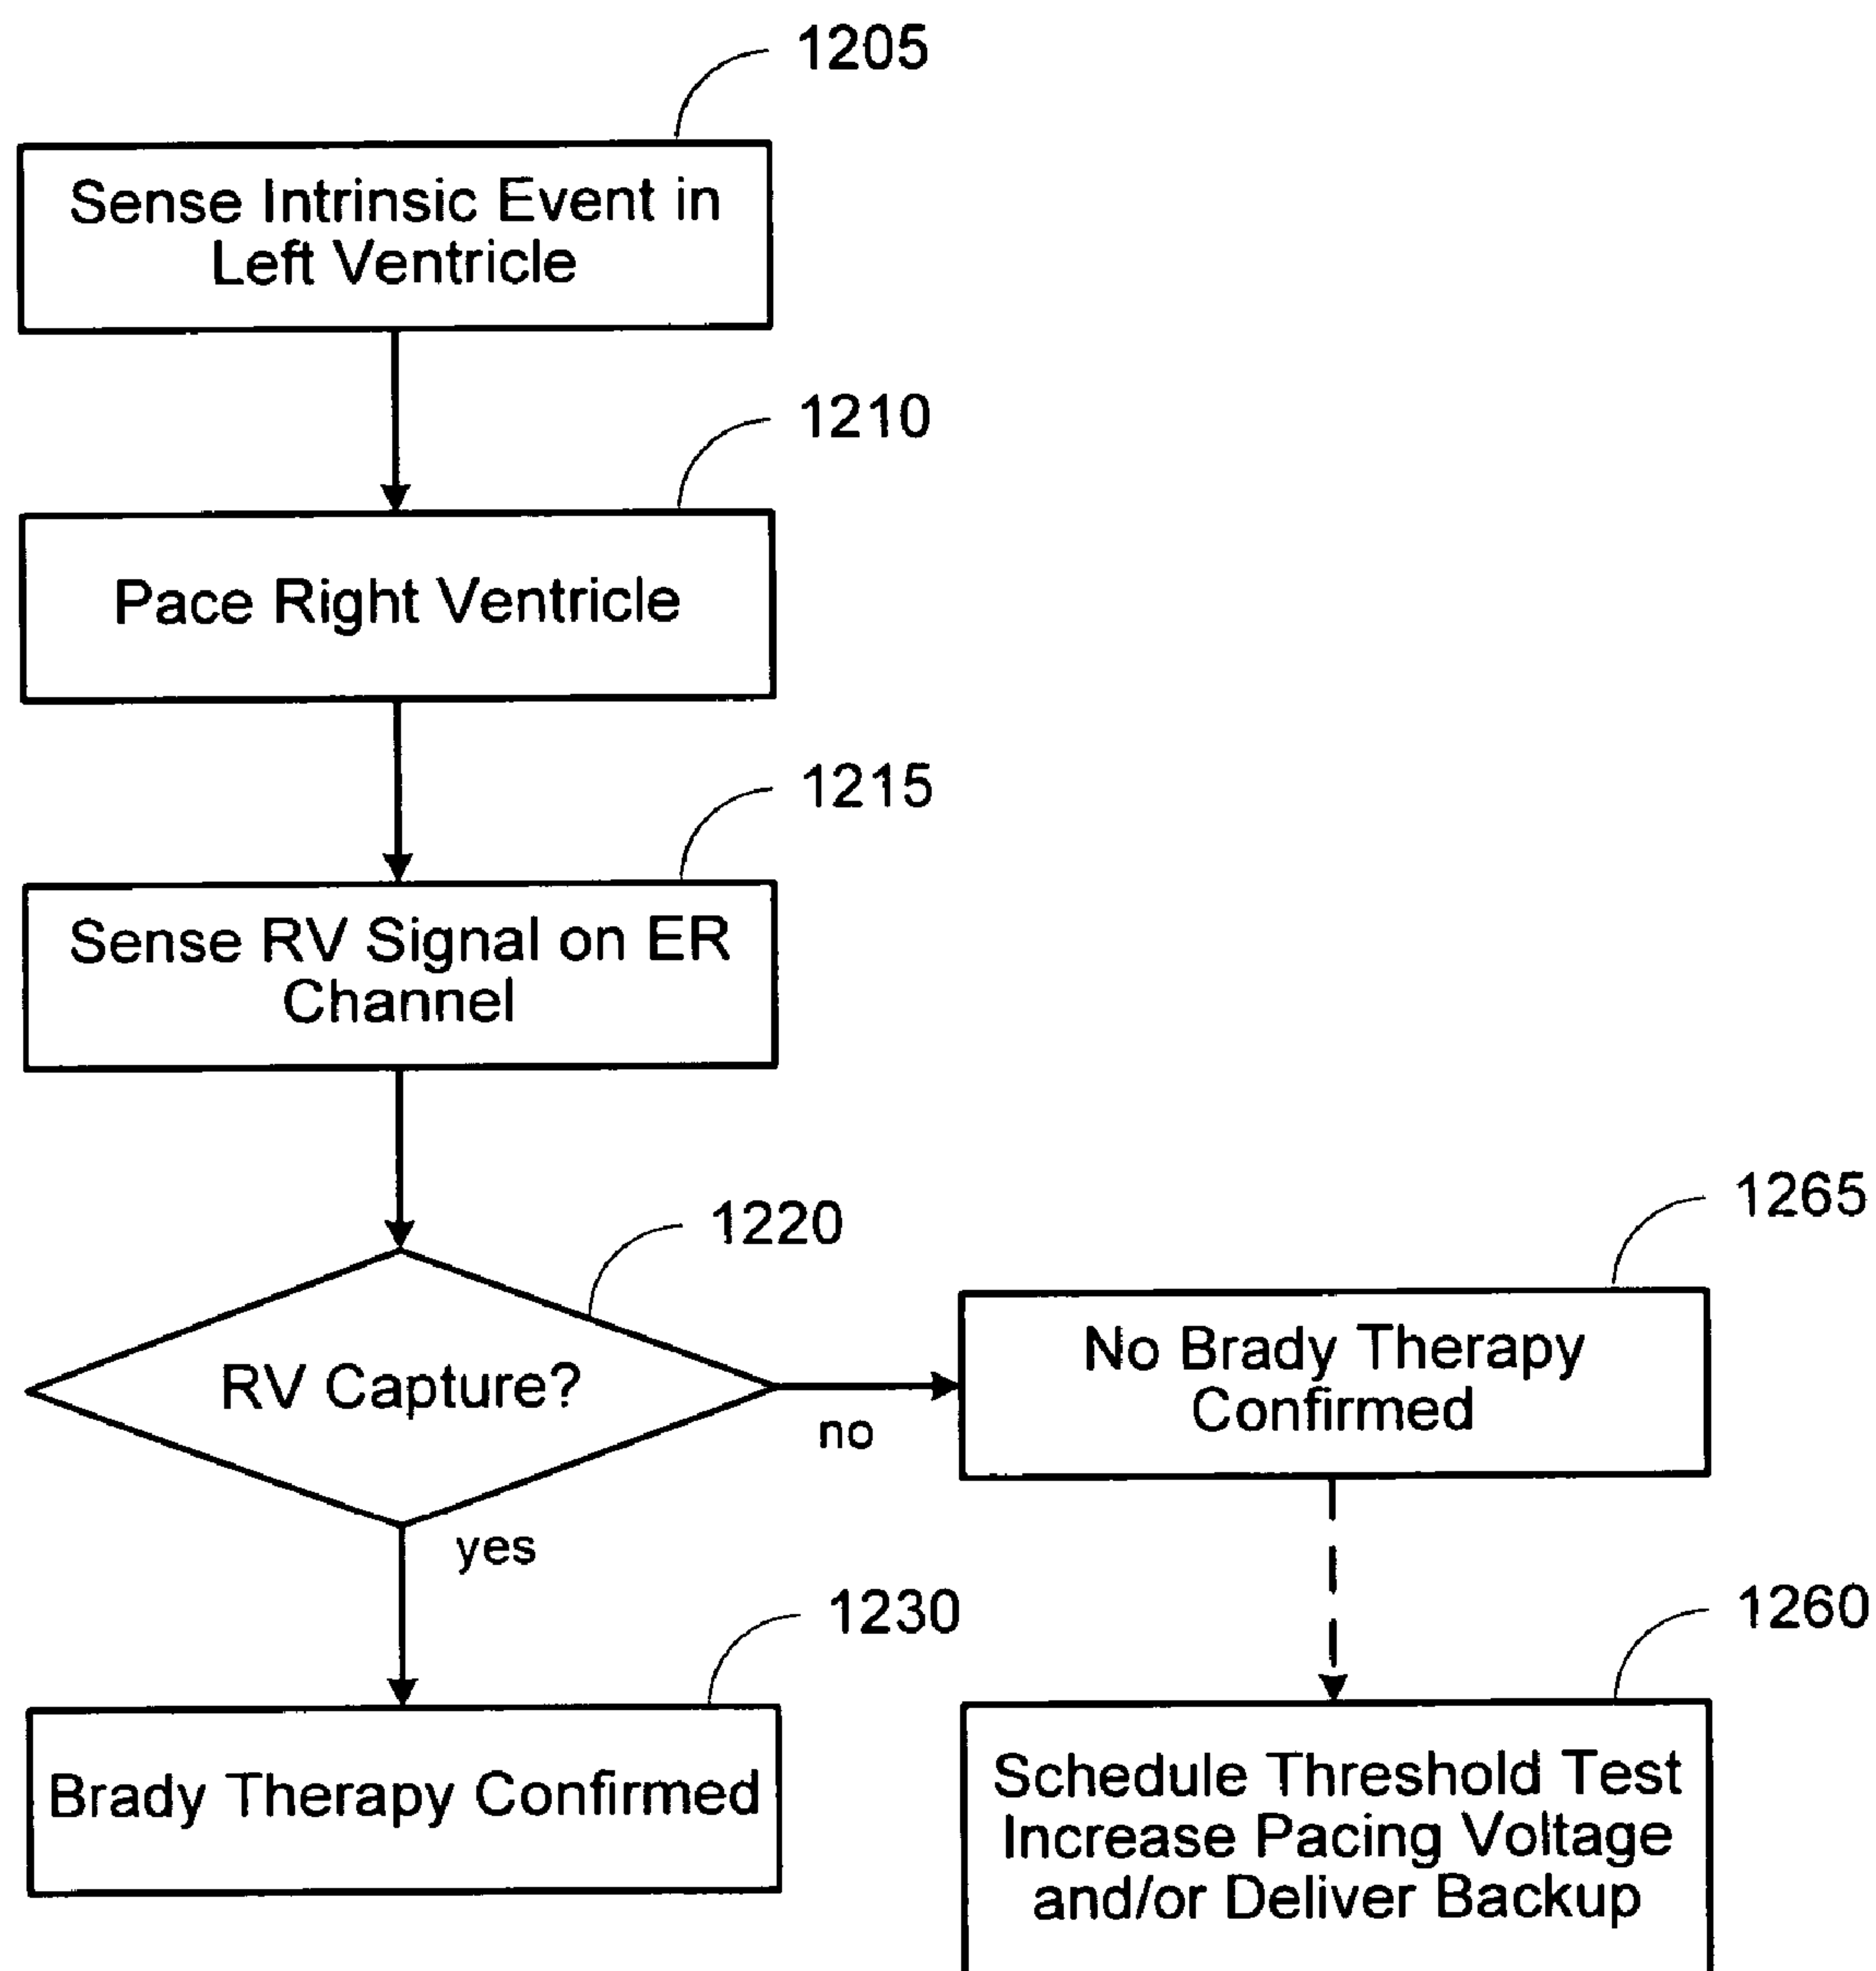 1205
Sense Intrinsic Event in
Left Ventricle
1210
Pace Right Ventricle
1215
Sense RV Signal on ER
Channel
1220
RV Capture?
no
yes
1265
No Brady Therapy
Confirmed
1230
Brady Therapy Confirmed
1260
Schedule Threshold Test
Increase Pacing Voltage
and/or Deliver Backup